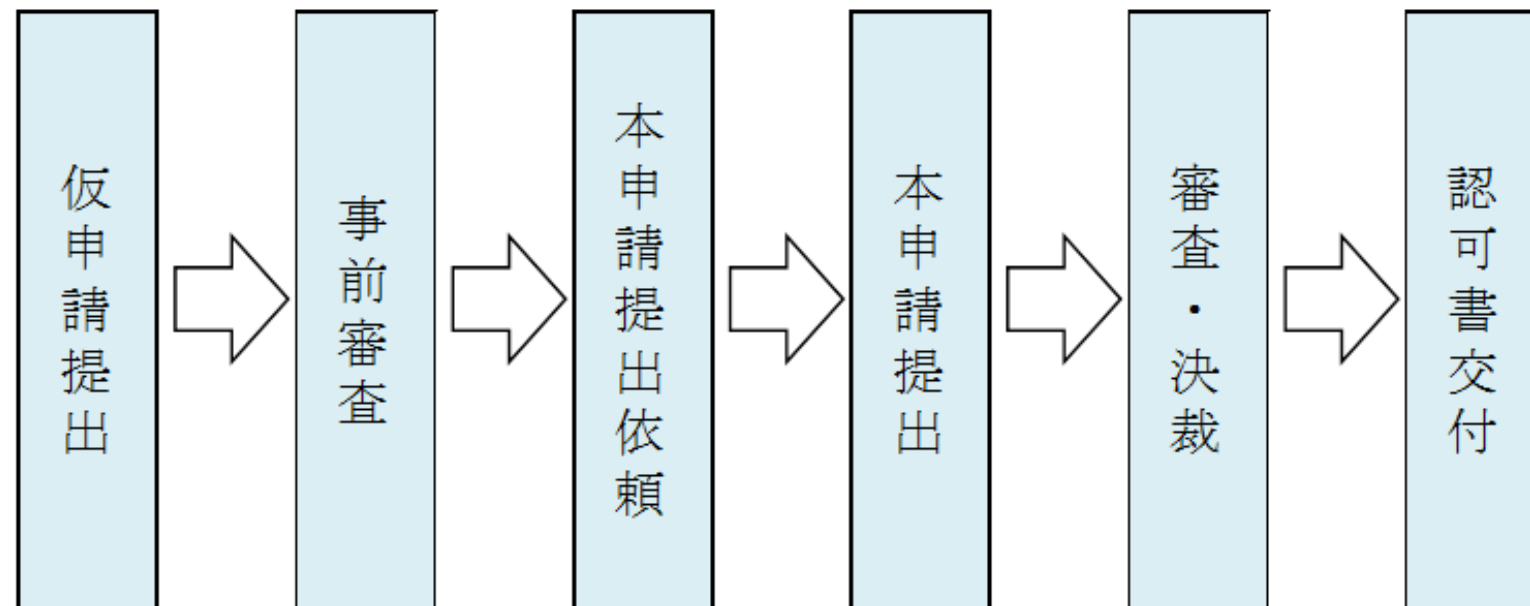 仮申請提出
事前審査
本申請提出依頼
本申請提出
審査・決裁
認可書交付